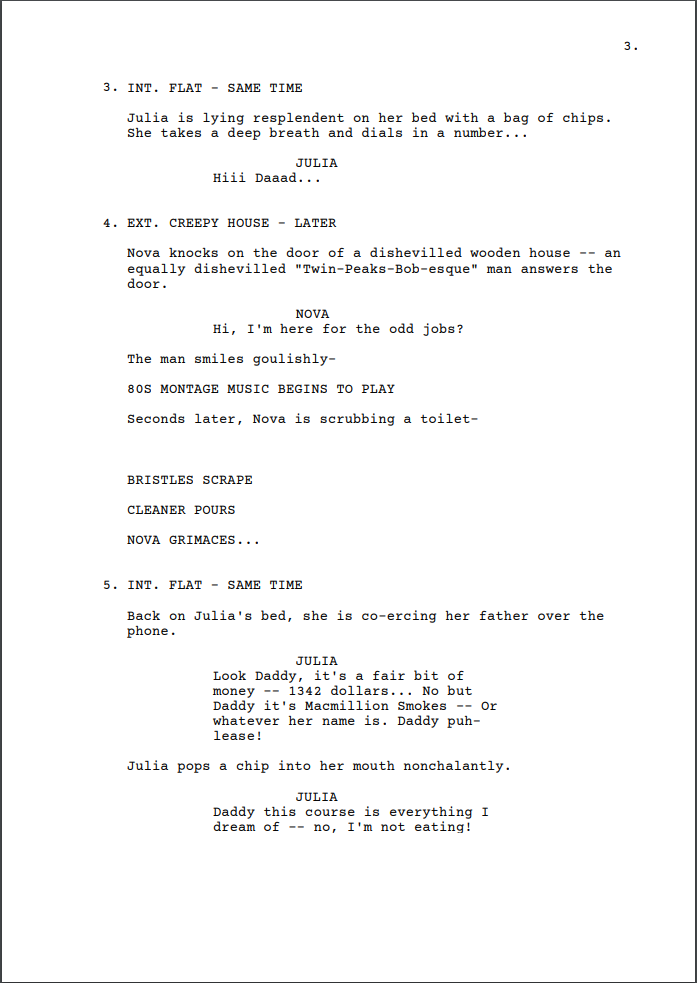 3.
3. INT. FLAT - SAME TIME
Julia is lying resplendent on her bed with a bag of chips.
She takes a deep breath and dials in a number...
JULIA
Hiii Daaad...
4. EXT. CREEPY HOUSE - LATER
Nova knocks on the door of a dishevilled wooden house -- an
equally dishevilled "Twin-Peaks-Bob-esque" man answers the
door.
NOVA
Hi, I'm here for the odd jobs?
The man smiles goulishly-
80S MONTAGE MUSIC BEGINS TO PLAY
Seconds later, Nova is scrubbing a toilet-
BRISTLES SCRAPE
CLEANER POURS
NOVA GRIMACES...
5. INT. FLAT - SAME TIME
Back on Julia's bed, she is co-ercing her father over the
phone.
JULIA
Look Daddy, it's a fair bit of
money -- 1342 dollars... No but
Daddy it's Macmillion Smokes -- Or
whatever her name is. Daddy puh-
lease!
Julia pops a chip into her mouth nonchalantly.
JULIA
Daddy this course is everything I
dream of -- no, I'm not eating!